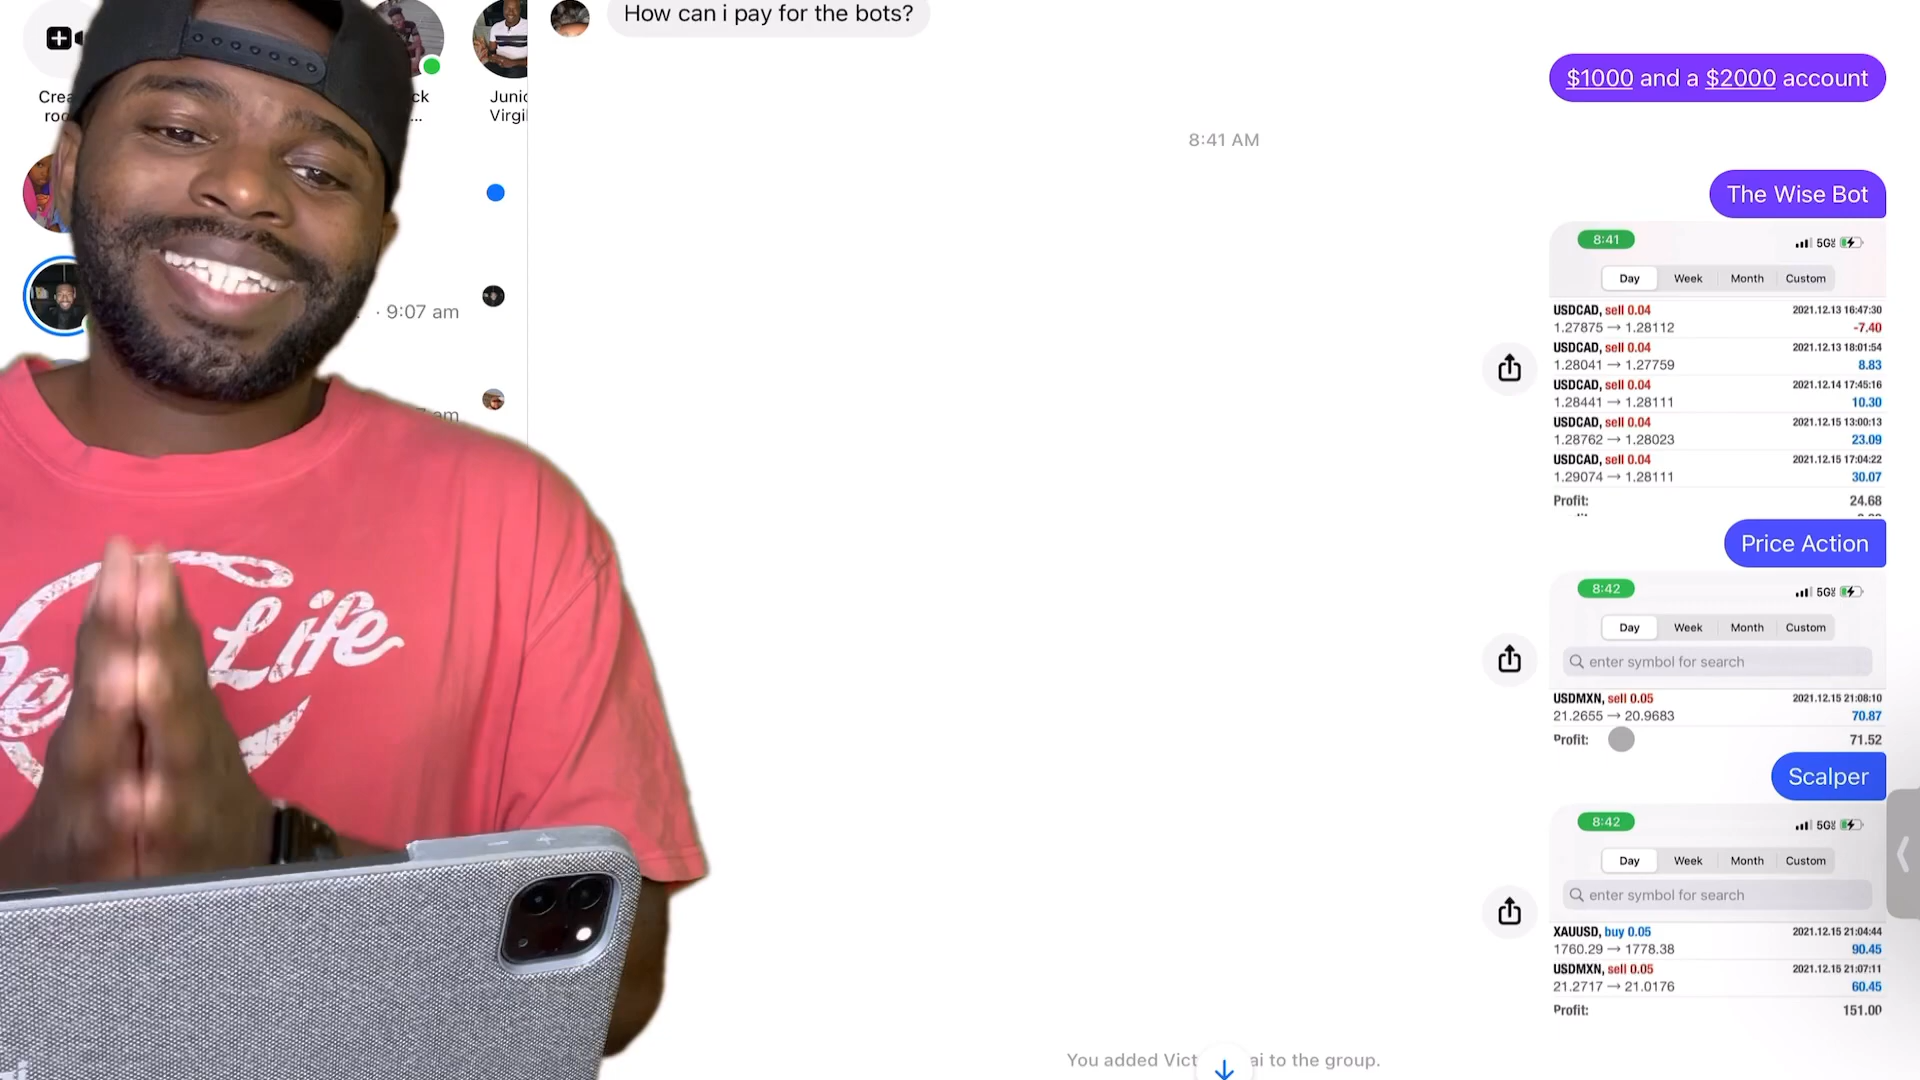 How can i pay for the bots?
$1000 and a $2000 account
8:41 AM
The Wise Bot
8:41
5G
Day Week Month Custom
USDCAD, sell 0.04 2021.12.13 16:47:30
1.27875 → 1.28112 -7.40
USDCAD, sell 0.04 2021.12.13 18:01:54
1.28041 → 1.27759 8.83
USDCAD, sell 0.04 2021.12.14 17:45:16
1.28441 → 1.28111 10.30
USDCAD, sell 0.04 2021.12.15 13:00:13
1.28762 → 1.28023 23.09
USDCAD, sell 0.04 2021.12.15 17:04:22
1.29074 → 1.28111 30.07
Profit: 24.68
Price Action
8:42
5G
Day Week Month Custom
enter symbol for search
USDMXN, sell 0.05 2021.12.15 21:08:10
21.2655 → 20.9683 70.87
Profit: 71.52
Scalper
8:42
5G
Day Week Month Custom
enter symbol for search
XAUUSD, buy 0.05 2021.12.15 21:04:44
1760.29 → 1778.38 90.45
USDMXN, sell 0.05 2021.12.15 21:07:11
21.2717 → 21.0176 60.45
Profit: 151.00
You added to the group.
· 9:07 am
am
Life